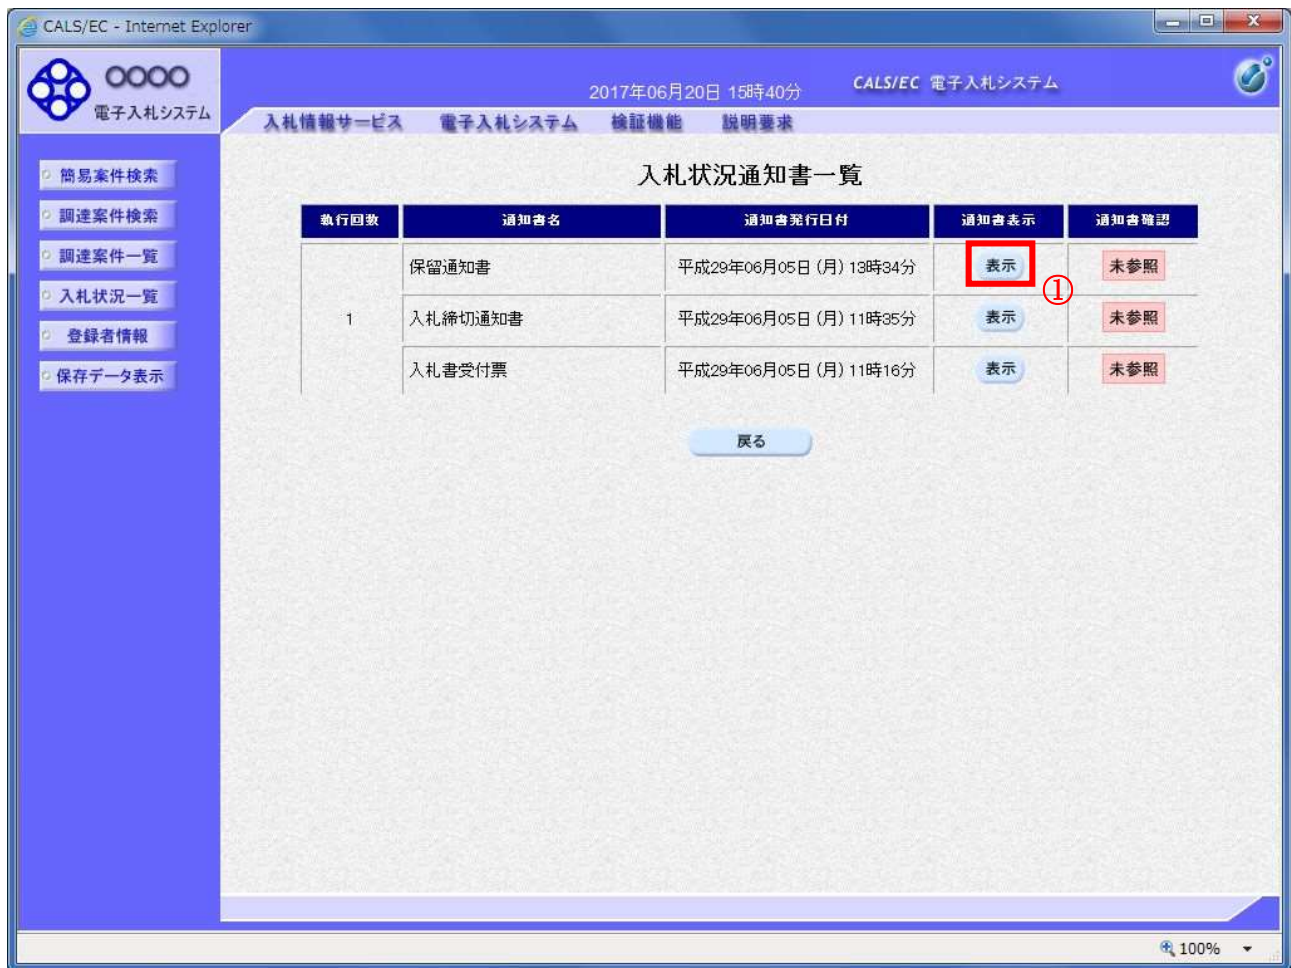 CALS/EC - Internet Explorer
○○○○
電子入札システム
2017年06月20日 15時40分
CALS/EC 電子入札システム
入札情報サービス 電子入札システム 検証機能 説明要求
簡易案件検索
調達案件検索
調達案件一覧
入札状況一覧
登録者情報
保存データ表示
入札状況通知書一覧
執行回数 通知書名 通知書発行日付 通知書表示 通知書確認
保留通知書 平成29年06月05日 (月) 13時34分 表示 未参照
①
1 入札締切通知書 平成29年06月05日 (月) 11時35分 表示 未参照
入札書受付票 平成29年06月05日 (月) 11時16分 表示 未参照
戻る
100%